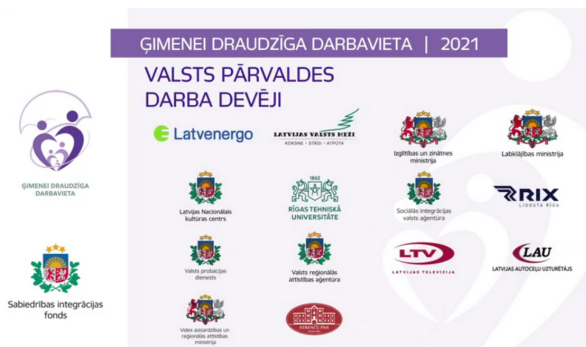 ĢIMENEI DRAUDZĪGA DARBAVIETA | 2021
VALSTS PĀRVALDES
DARBA DEVĒJI
ĢIMENEI DRAUDZĪGA
DARBAVIETA
Sabiedrības integrācijas
fonds
Latvenergo
LATVIJAS VALSTS MEŽI
KOKSNE • STĀDI • ATPŪTA
Izglītības un zinātnes
ministrija
Labklājības ministrija
Latvijas Nacionālais
kultūras centrs
1862
RĪGAS TEHNISKĀ
UNIVERSITĀTE
Sociālās integrācijas
valsts aģentūra
RIX
LIDOSTA RĪGA
Valsts probācijas
dienests
Valsts reģionālās
attīstības aģentūra
LTV
LATVIJAS TELEVĪZIJA
LAU
LATVIJAS AUTOCEĻU UZTURĒTĀJS
Vides aizsardzības un
reģionālās attīstības
ministrija